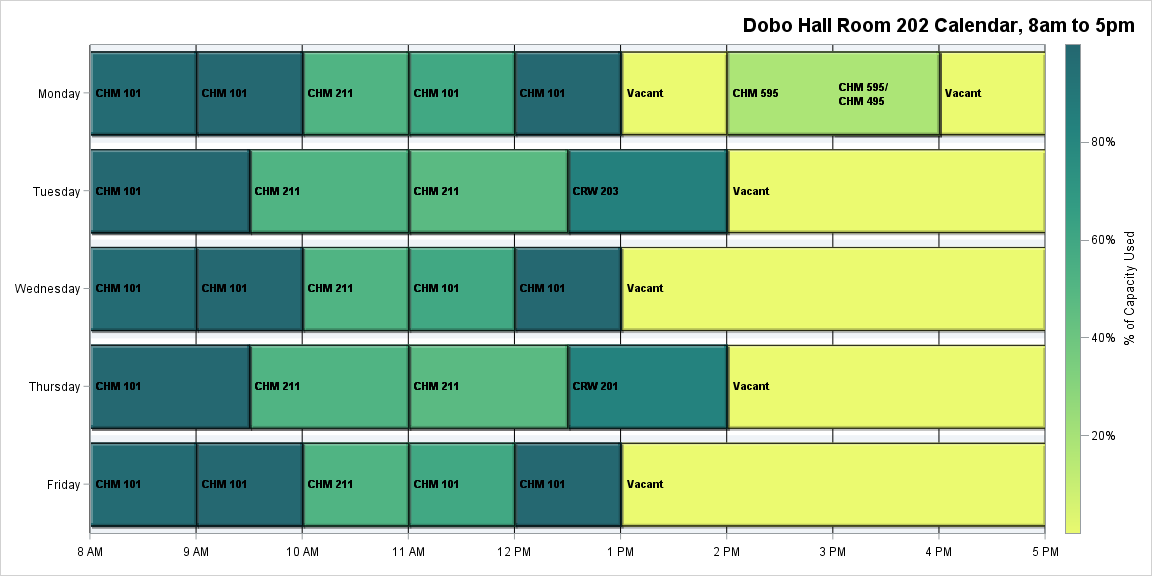 Dobo Hall Room 202 Calendar, 8am to 5pm
Monday
CHM 101
CHM 101
CHM 211
CHM 101
CHM 101
Vacant
CHM 595
CHM 595/
CHM 495
Vacant
Tuesday
CHM 101
CHM 211
CHM 211
CRW 203
Vacant
Wednesday
CHM 101
CHM 101
CHM 211
CHM 101
CHM 101
Vacant
Thursday
CHM 101
CHM 211
CHM 211
CRW 201
Vacant
Friday
CHM 101
CHM 101
CHM 211
CHM 101
CHM 101
Vacant
8 AM
9 AM
10 AM
11 AM
12 PM
1 PM
2 PM
3 PM
4 PM
5 PM
80%
60%
40%
20%
% of Capacity Used